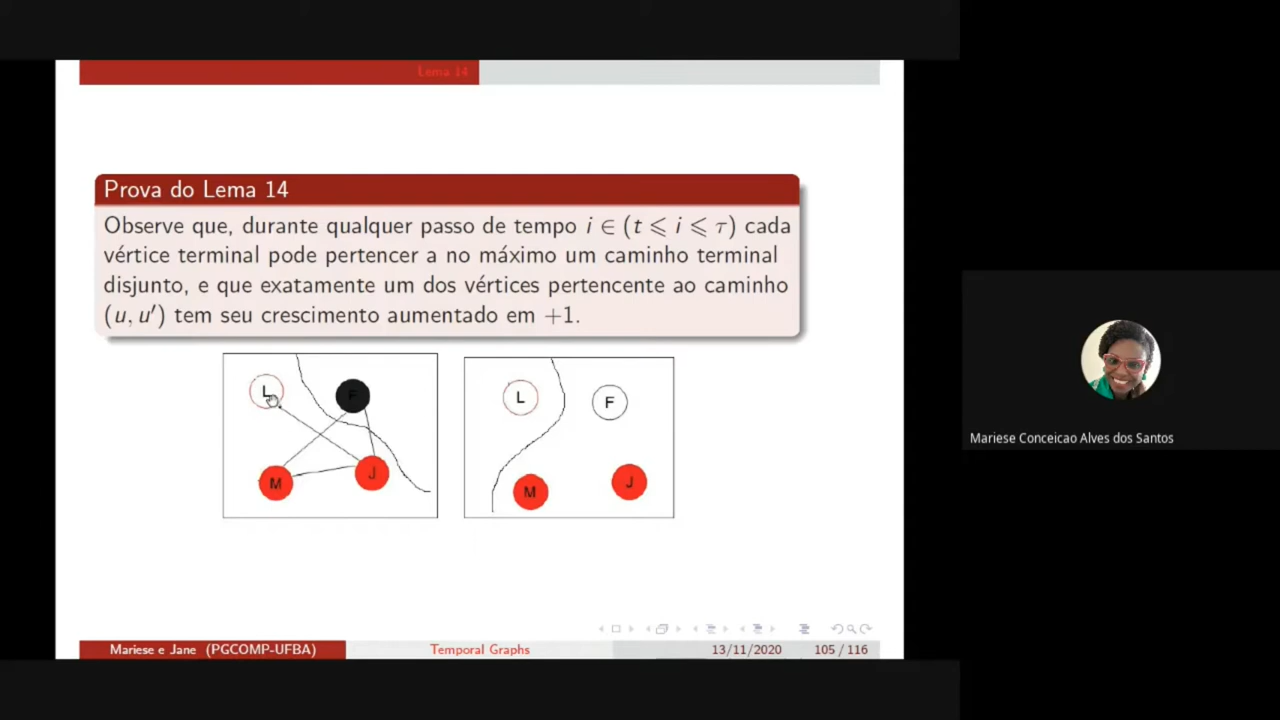 Lema 14
Prova do Lema 14
Observe que, durante qualquer passo de tempo i ∈ (t ⩽ i ⩽ τ) cada
vértice terminal pode pertencer a no máximo um caminho terminal
disjunto, e que exatamente um dos vértices pertencente ao caminho
(u, u′) tem seu crescimento aumentado em +1.
L F
M J
L F
M J
Mariese Conceicao Alves dos Santos
Mariese e Jane (PGCOMP-UFBA) Temporal Graphs 13/11/2020 105 / 116